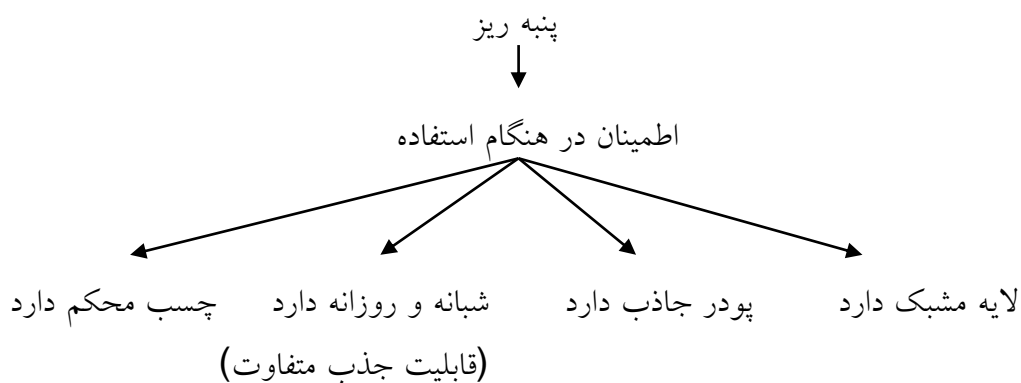 پنبه ریز
اطمینان در هنگام استفاده
لایه مشبک دارد
پودر جاذب دارد
شبانه و روزانه دارد
(قابلیت جذب متفاوت)
چسب محکم دارد